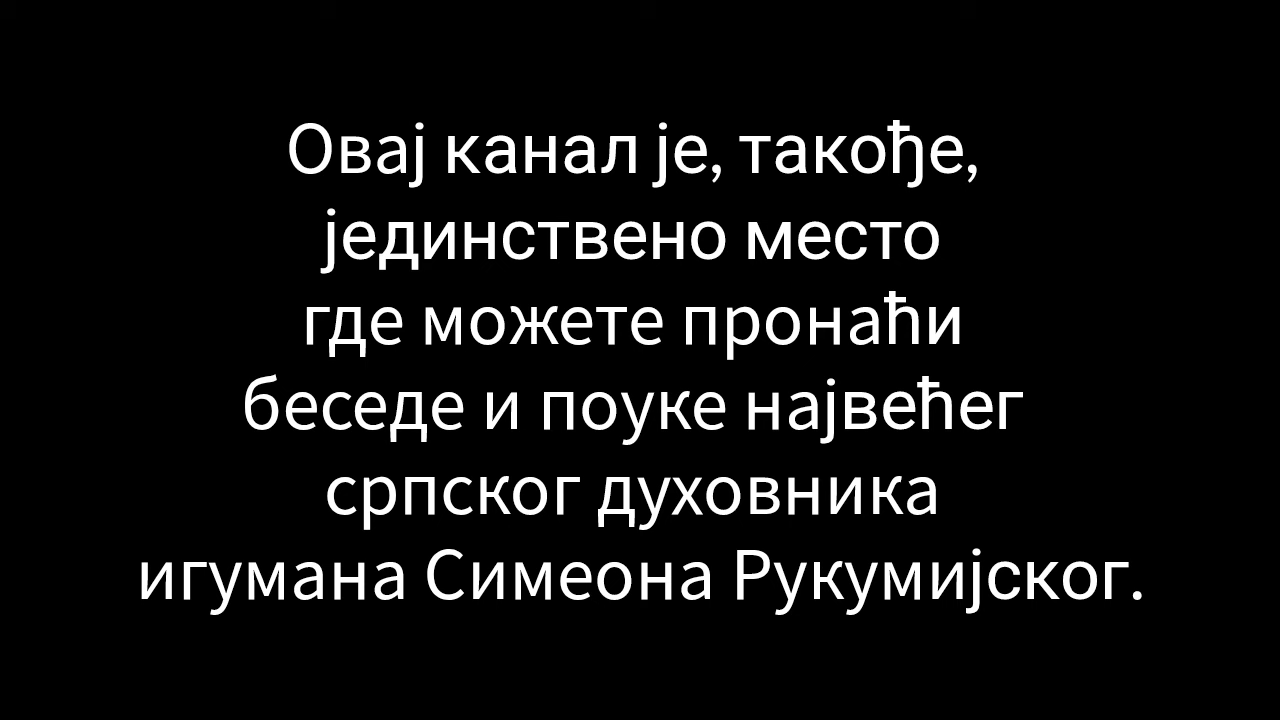 Овај канал је, такође,
јединствено место
где можете пронаћи
беседе и поуке највећег
српског духовника
игумана Симеона Рукумијског.